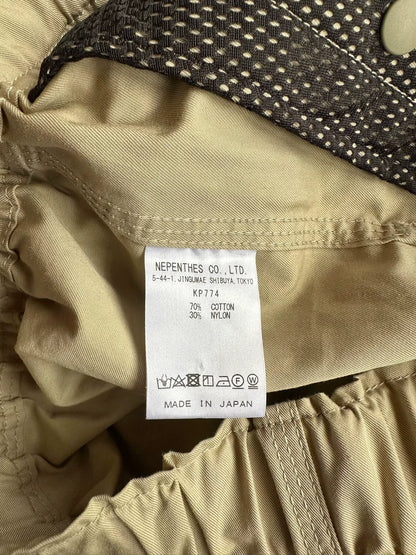 NEPENTHES CO., LTD.
5-44-1, JINGUMAE SHIBUYA, TOKYO
KP774
70% COTTON
30% NYLON
MADE IN JAPAN